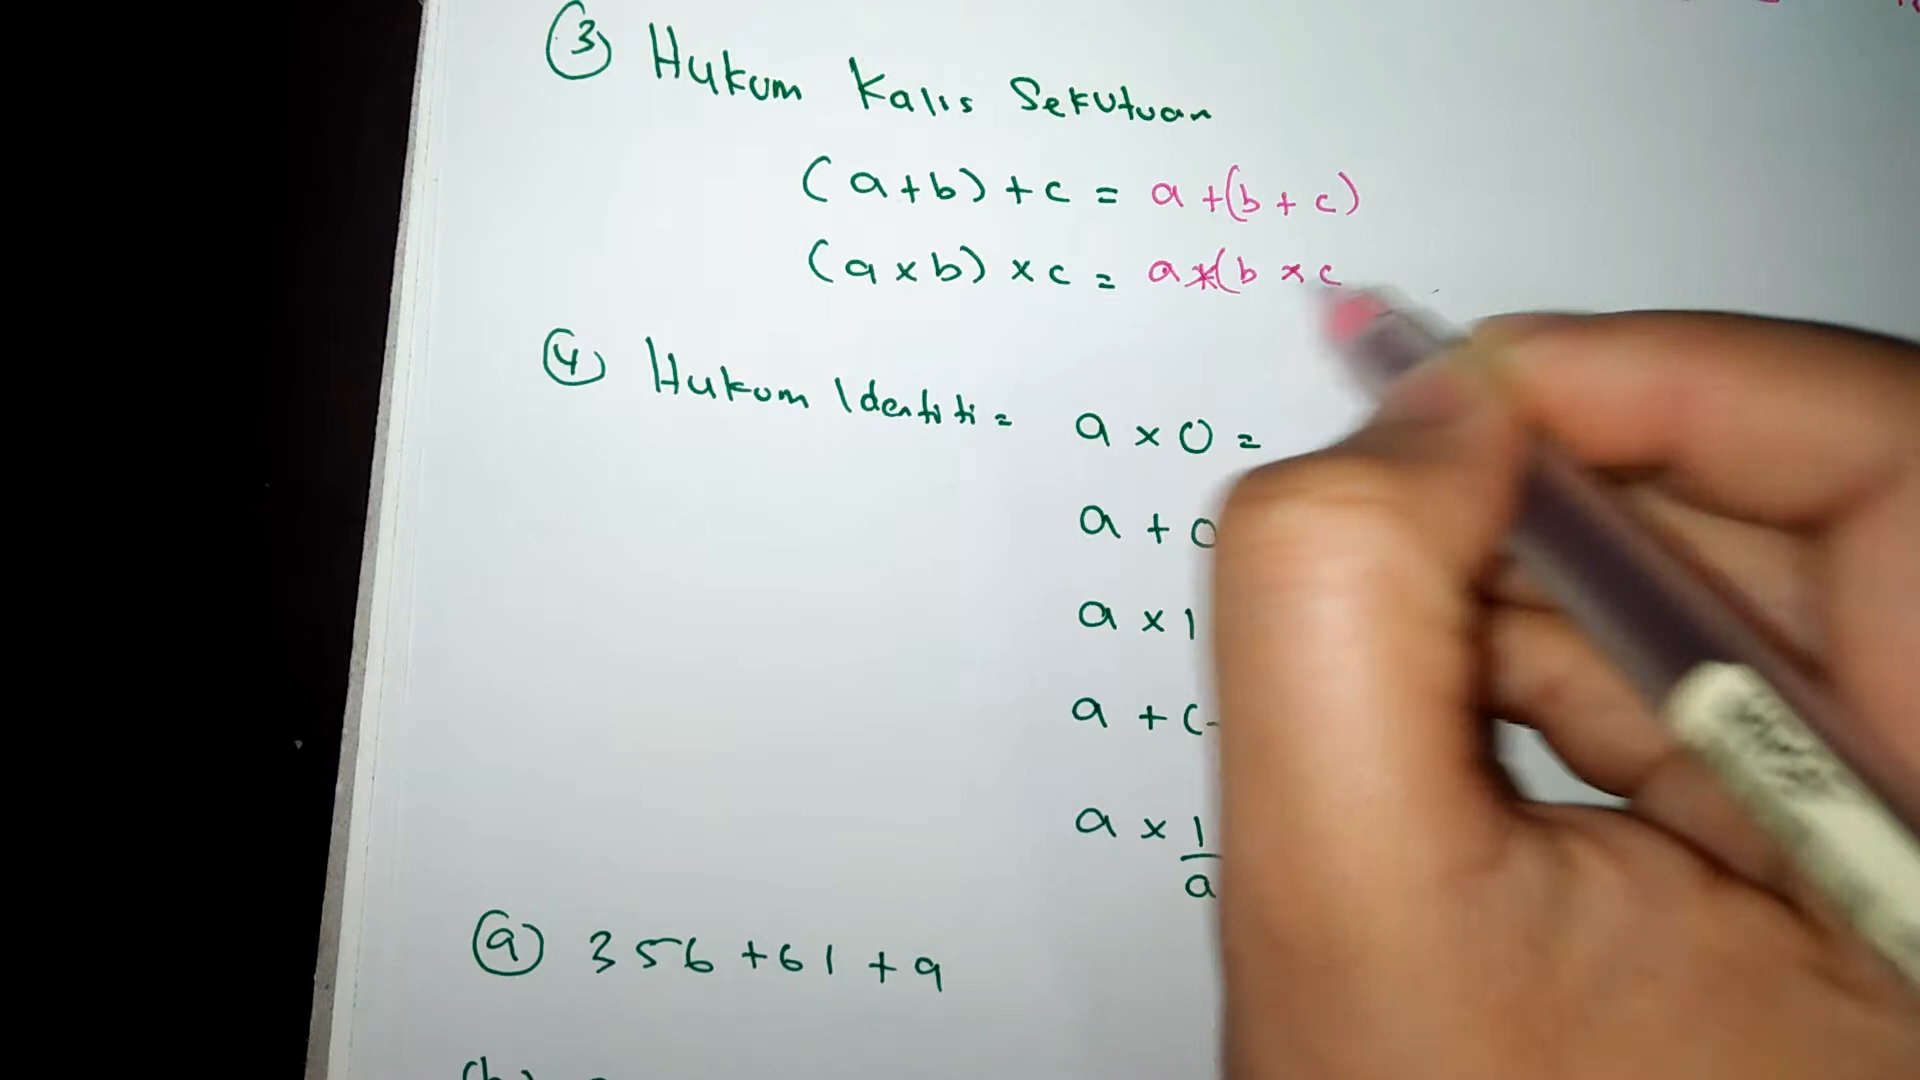 ③ Hukum Kalis Sekutuan
(a+b)+c = a+(b+c)
(a×b)×c = a×(b×c
④ Hukum Identiti = a×0=
a+0
a×1
a+(-
a×1/a
ⓐ 356+61+9